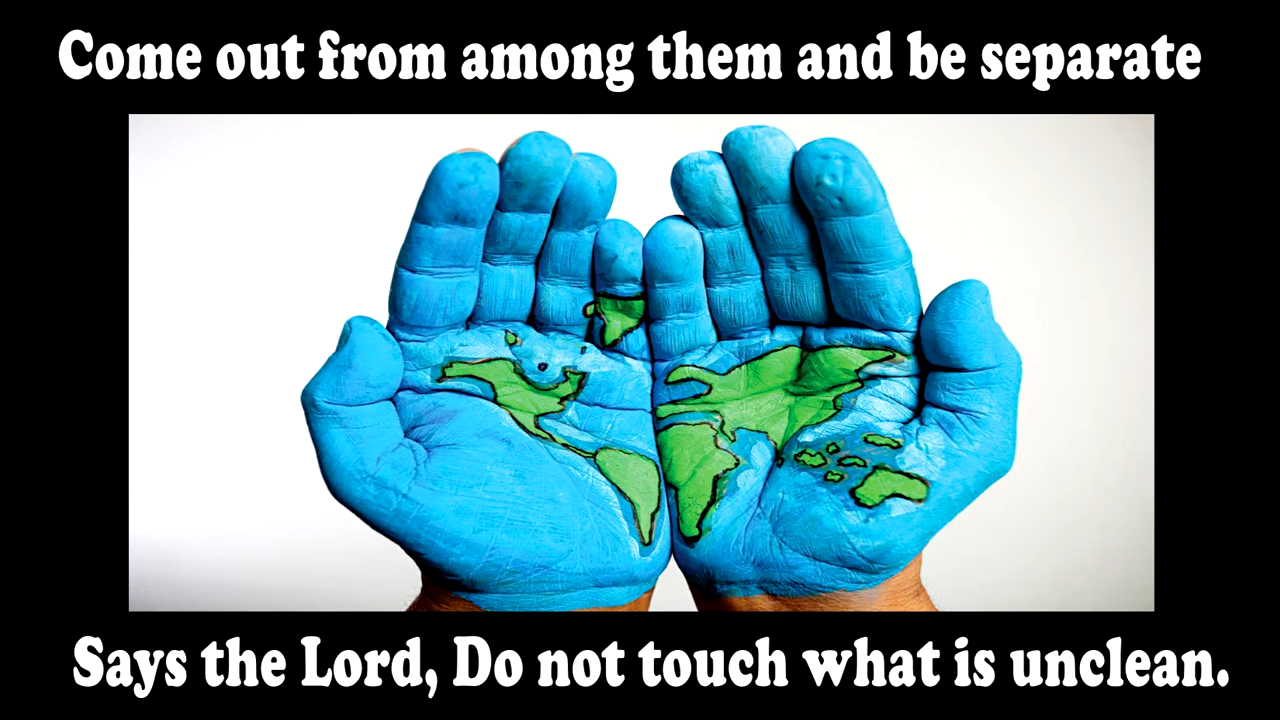 Come out from among them and be separate
Says the Lord, Do not touch what is unclean.